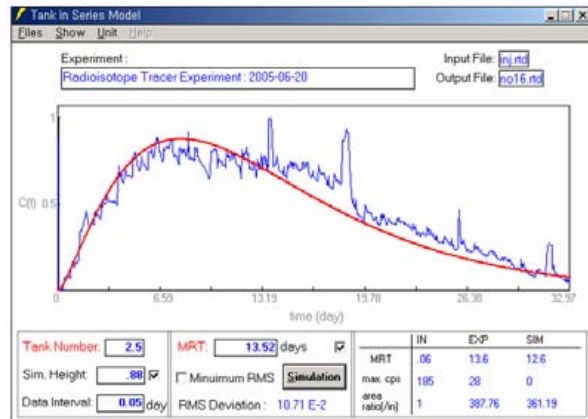 Tank in Series Model
Files Show Unit Help
Experiment :
Radioisotope Tracer Experiment : 2005-06-20
Input File: inj.rtd
Output File: no16.rtd
1
C(t) 0.5
0 6.59 13.19 19.78 26.38 32.97
time (day)
Tank Number: 2.5
Sim. Height: .88
Data Interval: 0.05 day
MRT: 13.52 days
Minuimum RMS Simulation
RMS Deviation : 10.71 E-2
IN EXP SIM
MRT .06 13.6 12.6
max. cps 185 28 0
area ratio[/in] 1 387.76 361.19